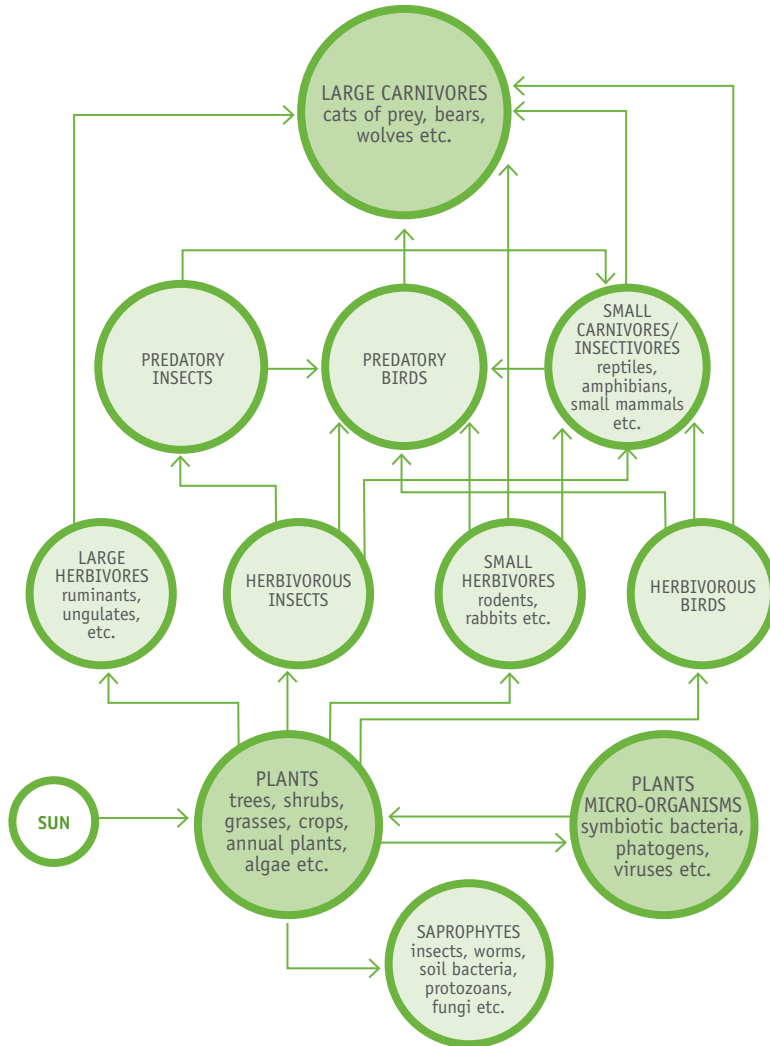 LARGE CARNIVORES
cats of prey, bears,
wolves etc.
PREDATORY
INSECTS
PREDATORY
BIRDS
SMALL
CARNIVORES/
INSECTIVORES
reptiles,
amphibians,
small mammals
etc.
LARGE
HERBIVORES
ruminants,
ungulates,
etc.
HERBIVOROUS
INSECTS
SMALL
HERBIVORES
rodents,
rabbits etc.
HERBIVOROUS
BIRDS
SUN
PLANTS
trees, shrubs,
grasses, crops,
annual plants,
algae etc.
PLANTS
MICRO-ORGANISMS
symbiotic bacteria,
phatogens,
viruses etc.
SAPROPHYTES
insects, worms,
soil bacteria,
protozoans,
fungi etc.